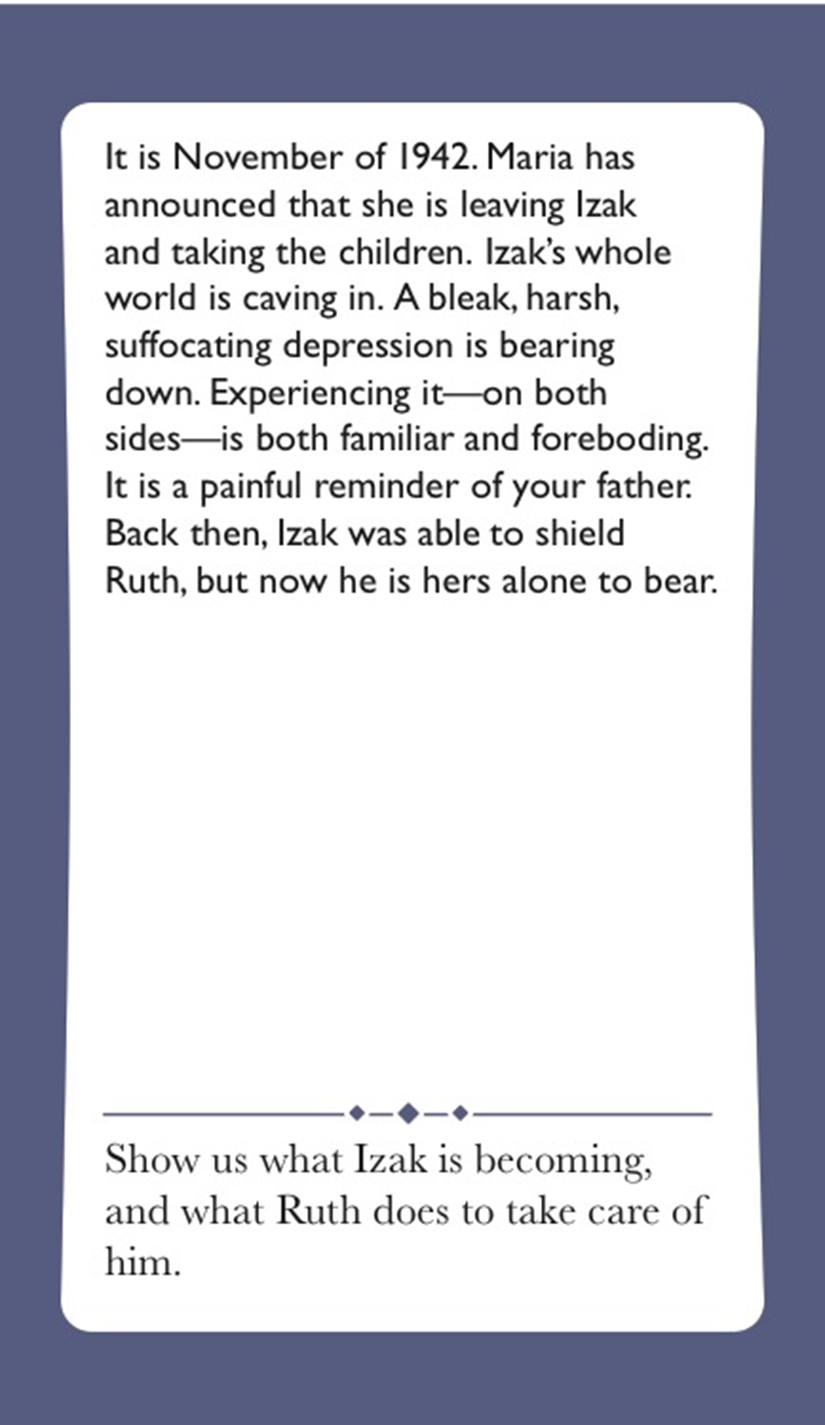 It is November of 1942. Maria has
announced that she is leaving Izak
and taking the children. Izak’s whole
world is caving in. A bleak, harsh,
suffocating depression is bearing
down. Experiencing it—on both
sides—is both familiar and foreboding.
It is a painful reminder of your father.
Back then, Izak was able to shield
Ruth, but now he is hers alone to bear.
Show us what Izak is becoming,
and what Ruth does to take care of
him.